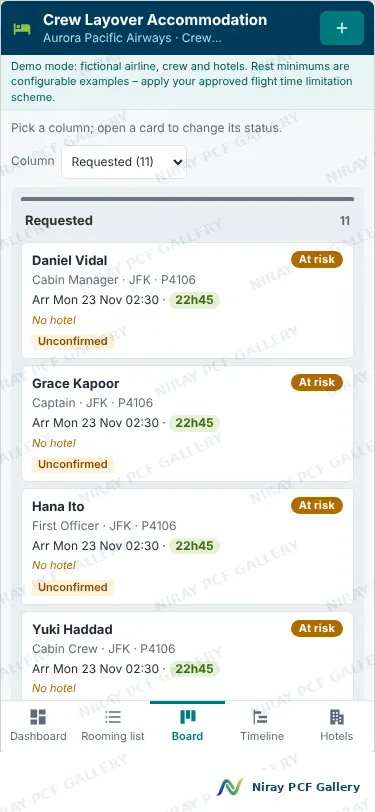 Crew Layover Accommodation
Aurora Pacific Airways · Crew...
+
Demo mode: fictional airline, crew and hotels. Rest minimums are
configurable examples – apply your approved flight time limitation
scheme.
Pick a column; open a card to change its status.
Column Requested (11)
Requested 11
Daniel Vidal At risk
Cabin Manager · JFK · P4106
Arr Mon 23 Nov 02:30 · 22h45
No hotel
Unconfirmed
Grace Kapoor At risk
Captain · JFK · P4106
Arr Mon 23 Nov 02:30 · 22h45
No hotel
Unconfirmed
Hana Ito At risk
First Officer · JFK · P4106
Arr Mon 23 Nov 02:30 · 22h45
No hotel
Unconfirmed
Yuki Haddad At risk
Cabin Crew · JFK · P4106
Arr Mon 23 Nov 02:30 · 22h45
No hotel
Dashboard Rooming list Board Timeline Hotels
Niray PCF Gallery
NIRAY PCF GALLERY